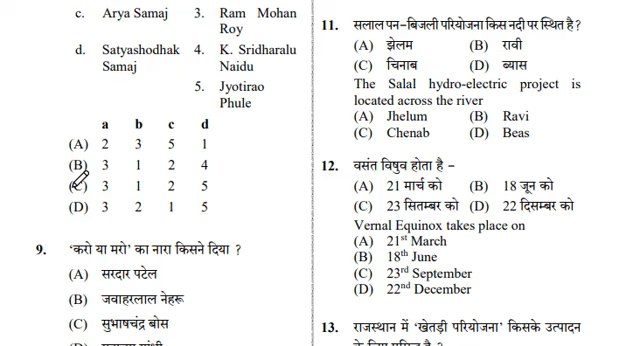 c. Arya Samaj 3. Ram Mohan
Roy
d. Satyashodhak 4. K. Sridharalu
Samaj Naidu
5. Jyotirao
Phule
a b c d
(A) 2 3 5 1
(B) 3 1 2 4
3 1 2 5
(D) 3 2 1 5
9. 'करो या मरो' का नारा किसने दिया ?
(A) सरदार पटेल
(B) जवाहरलाल नेहरू
(C) सुभाषचंद्र बोस
11. सलाल पन–बिजली परियोजना किस नदी पर स्थित है ?
(A) झेलम (B) रावी
(C) चिनाब (D) ब्यास
The Salal hydro-electric project is
located across the river
(A) Jhelum (B) Ravi
(C) Chenab (D) Beas
12. वसंत विषुव होता है –
(A) 21 मार्च को (B) 18 जून को
(C) 23 सितम्बर को (D) 22 दिसम्बर को
Vernal Equinox takes place on
(A) 21st March
(B) 18th June
(C) 23rd September
(D) 22nd December
13. राजस्थान में 'खेतड़ी परियोजना' किसके उत्पादन